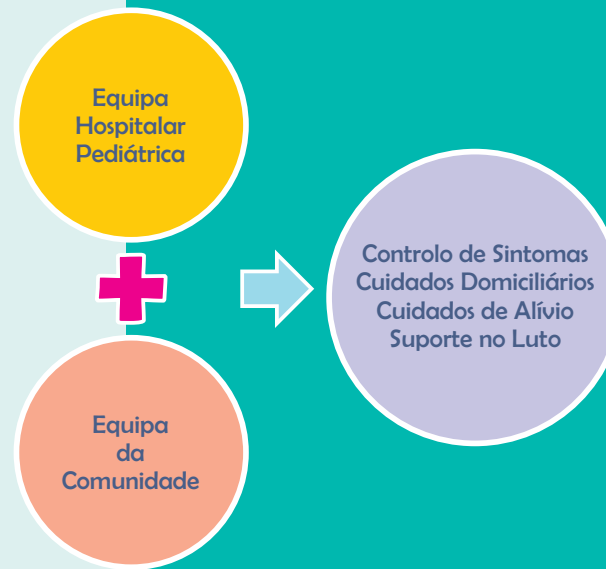 Equipa
Hospitalar
Pediátrica
Equipa
da
Comunidade
Controlo de Sintomas
Cuidados Domiciliários
Cuidados de Alívio
Suporte no Luto